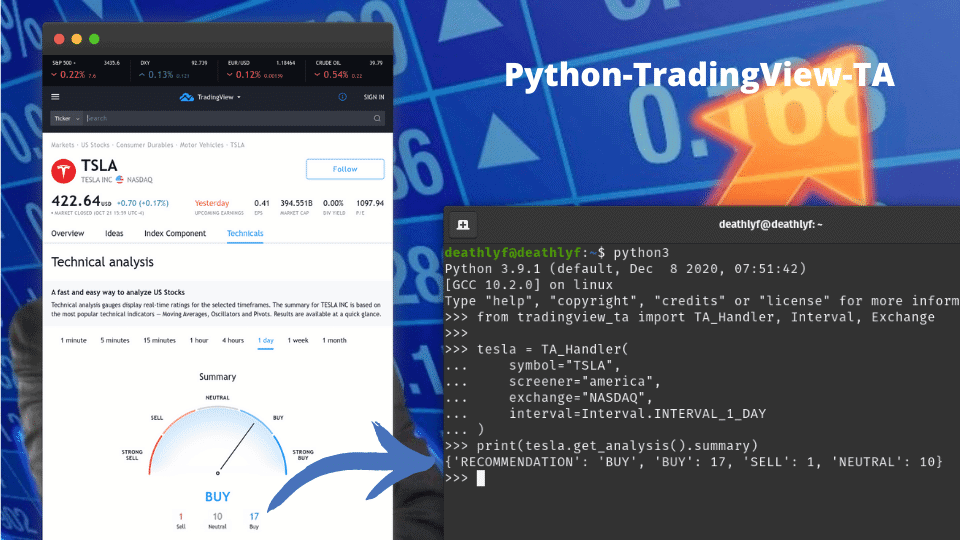 S&P 500 3435.6 DXY 92.739 EUR/USD 1.18464 CRUDE OIL 39.79
0.22% 7.6 0.13% 0.121 0.12% 0.0019% 0.54% 0.22
TradingView
SIGN IN
Ticker Search
Markets · US Stocks · Consumer Durables · Motor Vehicles · TSLA
TSLA
TESLA INC NASDAQ
Follow
422.64 USD +0.70 (+0.17%)
MARKET CLOSED (OCT 21 15:59 UTC-4)
Yesterday 0.41 394.551B 0.00% 1097.94
UPCOMING EARNINGS EPS MARKET CAP DIV YIELD P/E
Overview Ideas Index Component Technicals
Technical analysis
A fast and easy way to analyze US Stocks
Technical analysis gauges display real-time ratings for the selected timeframes. The summary for TESLA INC is based on
the most popular technical indicators — Moving Averages, Oscillators and Pivots. Results are available at a quick glance.
1 minute 5 minutes 15 minutes 1 hour 4 hours 1 day 1 week 1 month
Summary
NEUTRAL
SELL BUY
STRONG SELL STRONG BUY
BUY
1 10 17
Sell Neutral Buy
Python-TradingView-TA
deathlyf@deathlyf: ~
deathlyf@deathlyf:~$ python3
Python 3.9.1 (default, Dec  8 2020, 07:51:42)
[GCC 10.2.0] on linux
Type "help", "copyright", "credits" or "license" for more inform
>>> from tradingview_ta import TA_Handler, Interval, Exchange
>>>
>>> tesla = TA_Handler(
...     symbol="TSLA",
...     screener="america",
...     exchange="NASDAQ",
...     interval=Interval.INTERVAL_1_DAY
... )
>>> print(tesla.get_analysis().summary)
{'RECOMMENDATION': 'BUY', 'BUY': 17, 'SELL': 1, 'NEUTRAL': 10}
>>>